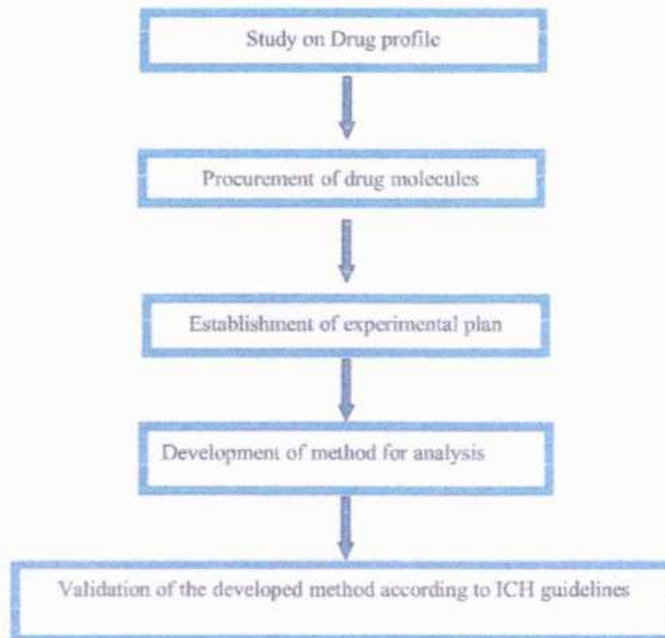 Study on Drug profile
Procurement of drug molecules
Establishment of experimental plan
Development of method for analysis
Validation of the developed method according to ICH guidelines